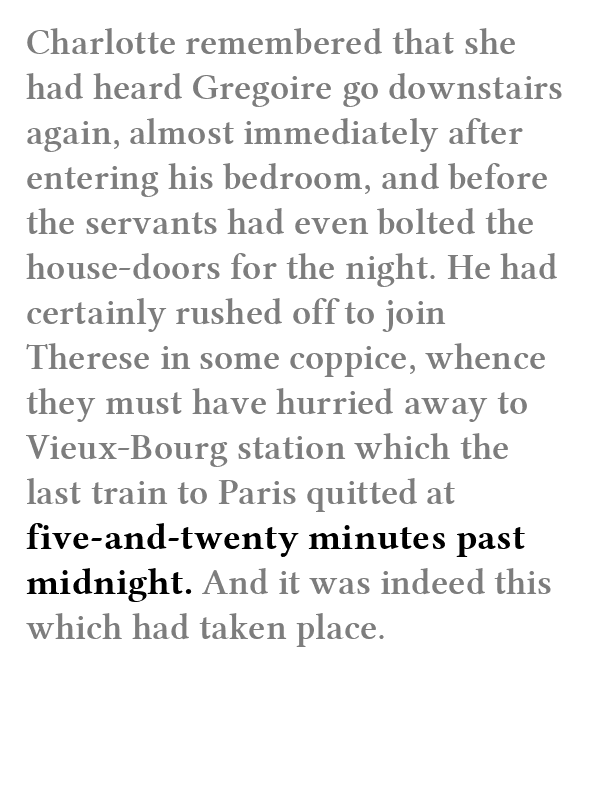 Charlotte remembered that she
had heard Gregoire go downstairs
again, almost immediately after
entering his bedroom, and before
the servants had even bolted the
house-doors for the night. He had
certainly rushed off to join
Therese in some coppice, whence
they must have hurried away to
Vieux-Bourg station which the
last train to Paris quitted at
five-and-twenty minutes past
midnight. And it was indeed this
which had taken place.